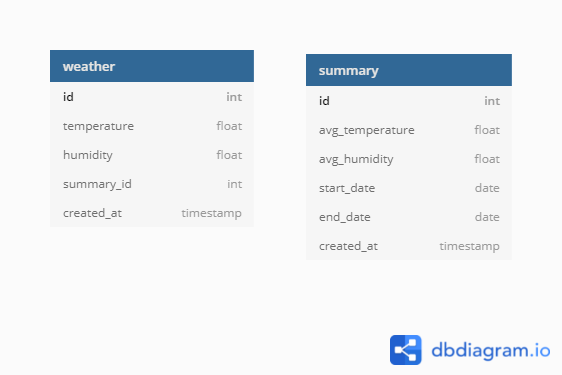 weather
id int
temperature float
humidity float
summary_id int
created_at timestamp
summary
id int
avg_temperature float
avg_humidity float
start_date date
end_date date
created_at timestamp
dbdiagram.io